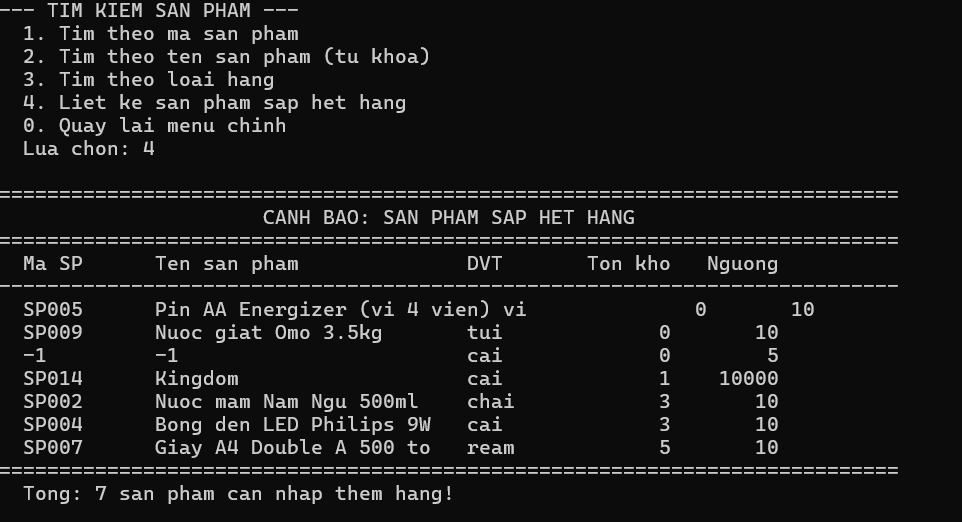 --- TIM KIEM SAN PHAM ---
  1. Tim theo ma san pham
  2. Tim theo ten san pham (tu khoa)
  3. Tim theo loai hang
  4. Liet ke san pham sap het hang
  0. Quay lai menu chinh
  Lua chon: 4

===========================================================================
                      CANH BAO: SAN PHAM SAP HET HANG
===========================================================================
  Ma SP      Ten san pham              DVT       Ton kho   Nguong
---------------------------------------------------------------------------
  SP005      Pin AA Energizer (vi 4 vien) vi              0       10
  SP009      Nuoc giat Omo 3.5kg       tui             0       10
  -1         -1                        cai             0        5
  SP014      Kingdom                   cai             1    10000
  SP002      Nuoc mam Nam Ngu 500ml    chai            3       10
  SP004      Bong den LED Philips 9W   cai             3       10
  SP007      Giay A4 Double A 500 to   ream            5       10
===========================================================================
  Tong: 7 san pham can nhap them hang!